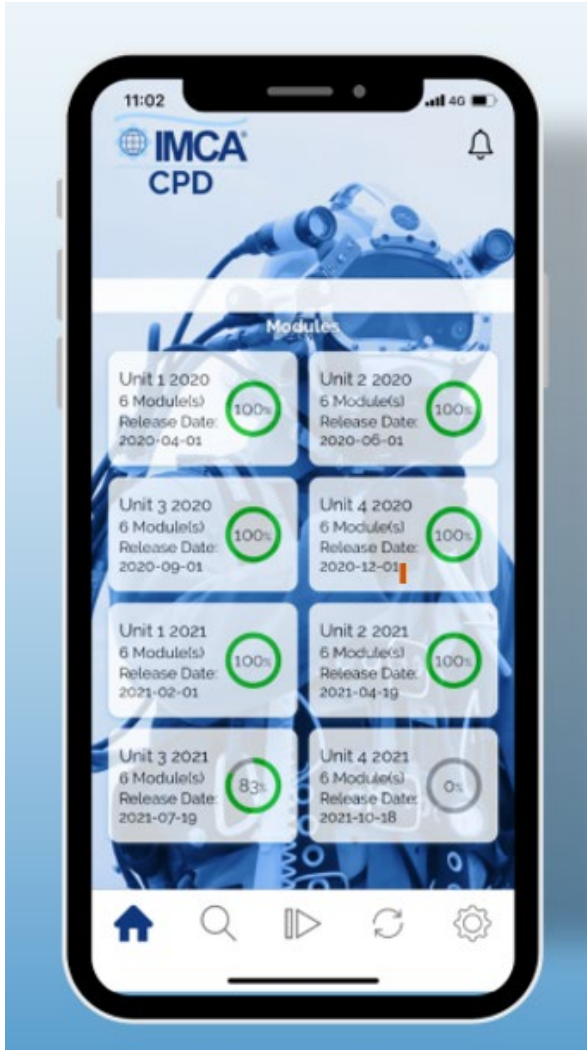 11:02
4G
IMCA
CPD
Modules
Unit 1 2020
6 Module(s)
Release Date:
2020-04-01
100%
Unit 2 2020
6 Module(s)
Release Date:
2020-06-01
100%
Unit 3 2020
6 Module(s)
Release Date:
2020-09-01
100%
Unit 4 2020
6 Module(s)
Release Date:
2020-12-01
100%
Unit 1 2021
6 Module(s)
Release Date:
2021-02-01
100%
Unit 2 2021
6 Module(s)
Release Date:
2021-04-19
100%
Unit 3 2021
6 Module(s)
Release Date:
2021-07-19
83%
Unit 4 2021
6 Module(s)
Release Date:
2021-10-18
0%